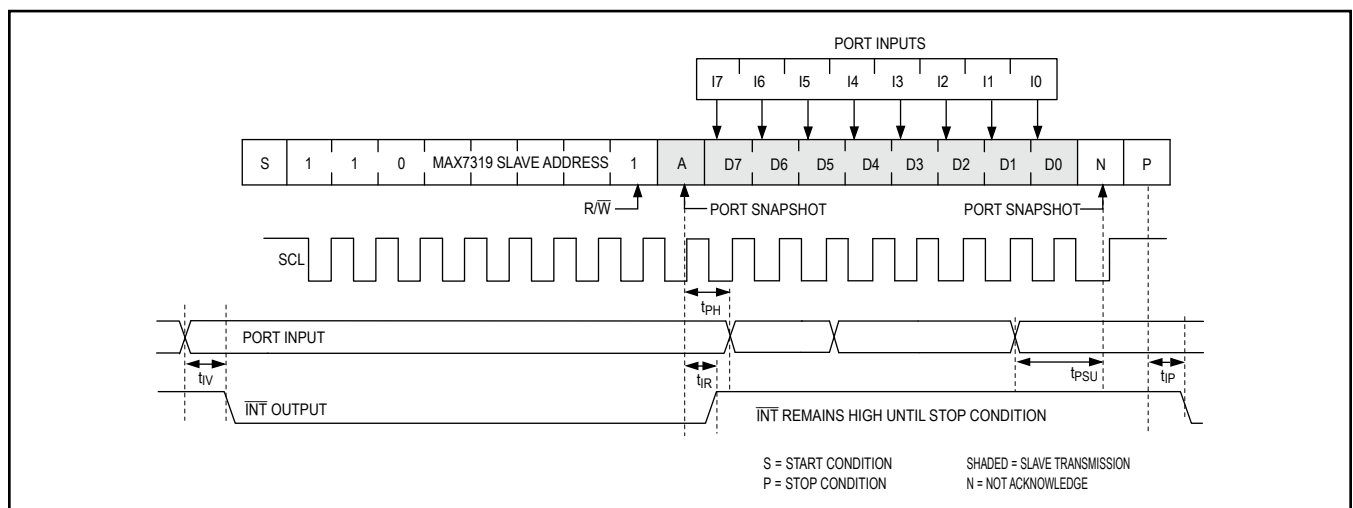 PORT INPUTS
I7 I6 I5 I4 I3 I2 I1 I0
S 1 1 0 MAX7319 SLAVE ADDRESS 1 A D7 D6 D5 D4 D3 D2 D1 D0 N P
R/W̅ PORT SNAPSHOT PORT SNAPSHOT
SCL
tPH
PORT INPUT
tIV tIR tPSU tIP
I̅N̅T̅ OUTPUT I̅N̅T̅ REMAINS HIGH UNTIL STOP CONDITION
S = START CONDITION SHADED = SLAVE TRANSMISSION
P = STOP CONDITION N = NOT ACKNOWLEDGE